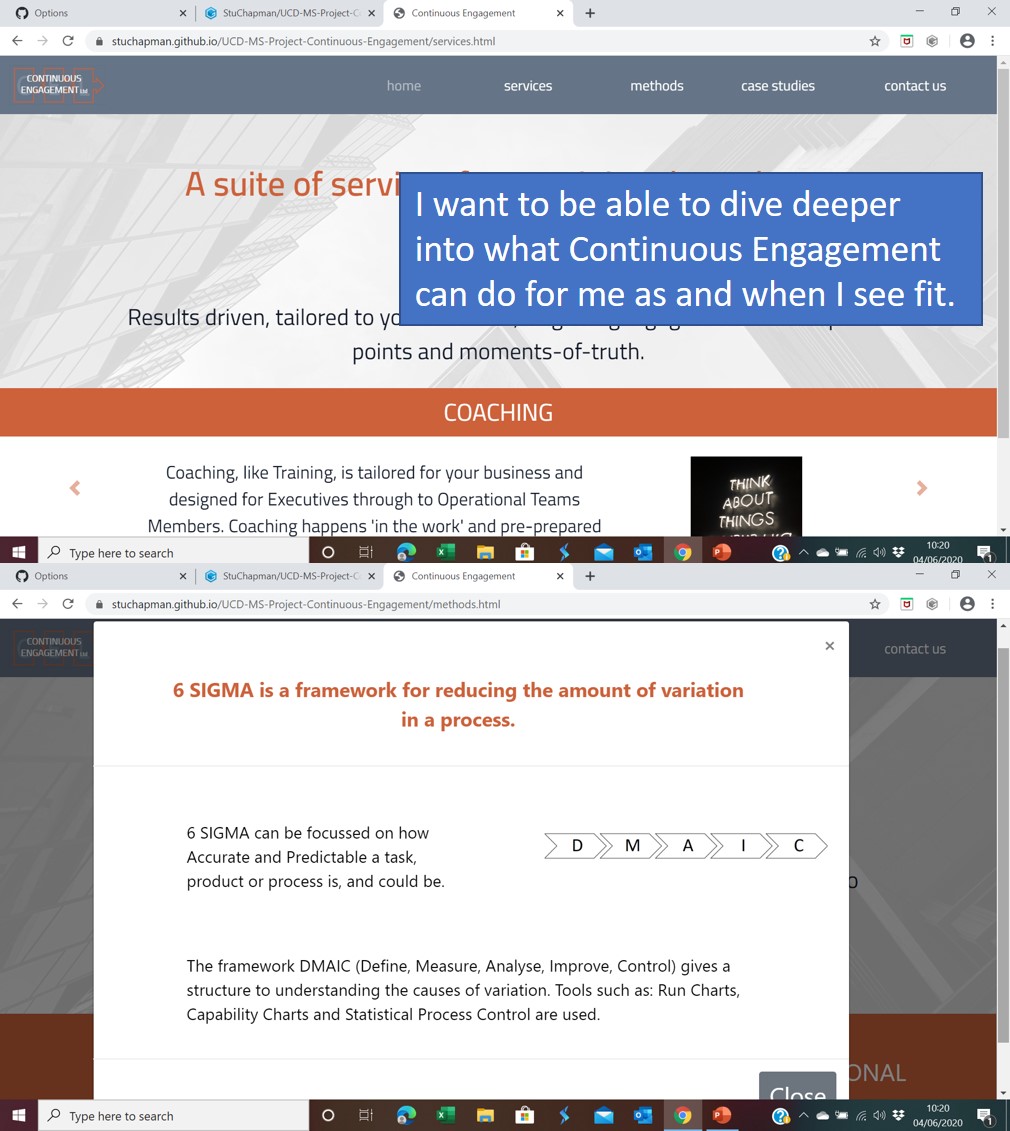 Options
StuChapman/UCD-MS-Project-C
Continuous Engagement
stuchapman.github.io/UCD-MS-Project-Continuous-Engagement/services.html
CONTINUOUS
ENGAGEMENT
home
services
methods
case studies
contact us
A suite of servi
I want to be able to dive deeper
into what Continuous Engagement
can do for me as and when I see fit.
Results driven, tailored to yo
points and moments-of-truth.
COACHING
Coaching, like Training, is tailored for your business and
designed for Executives through to Operational Teams
Members. Coaching happens 'in the work' and pre-prepared
THINK
ABOUT
THINGS
Type here to search
10:20
04/06/2020
1
Options
StuChapman/UCD-MS-Project-C
Continuous Engagement
stuchapman.github.io/UCD-MS-Project-Continuous-Engagement/methods.html
CONTINUOUS
ENGAGEMENT
contact us
×
6 SIGMA is a framework for reducing the amount of variation
in a process.
6 SIGMA can be focussed on how
Accurate and Predictable a task,
product or process is, and could be.
D M A I C
The framework DMAIC (Define, Measure, Analyse, Improve, Control) gives a
structure to understanding the causes of variation. Tools such as: Run Charts,
Capability Charts and Statistical Process Control are used.
ONAL
Close
Type here to search
10:20
04/06/2020
1